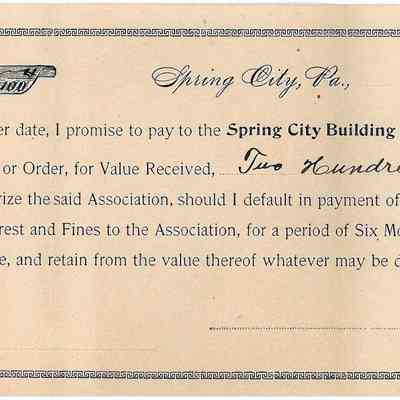 100
Spring City, Pa.,
er date, I promise to pay to the Spring City Building
or Order, for Value Received, Two Hundre
rize the said Association, should I default in payment of
rest and Fines to the Association, for a period of Six Mo
e, and retain from the value thereof whatever may be d